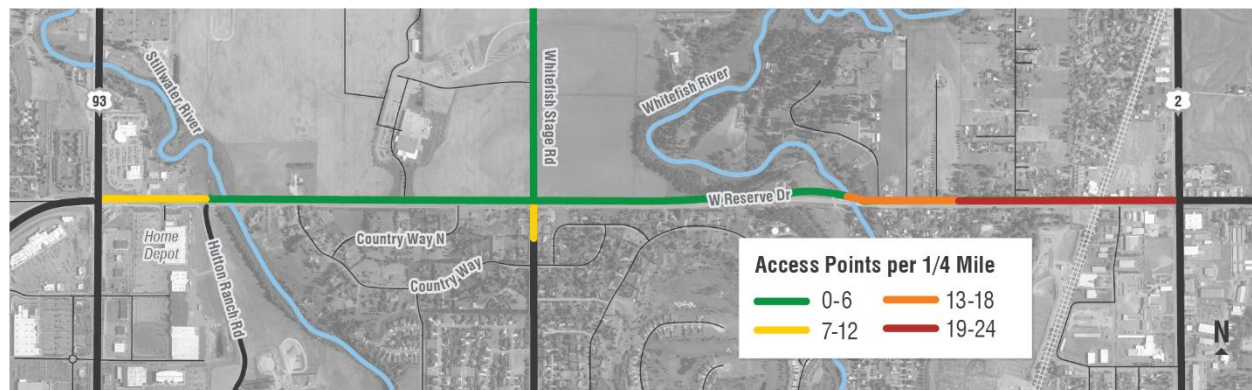 93
Stillwater River
Whitefish Stage Rd
Whitefish River
2
W Reserve Dr
Home
Depot
Hutton Ranch Rd
Country Way N
Country Way
Access Points per 1/4 Mile
0-6
13-18
7-12
19-24
N